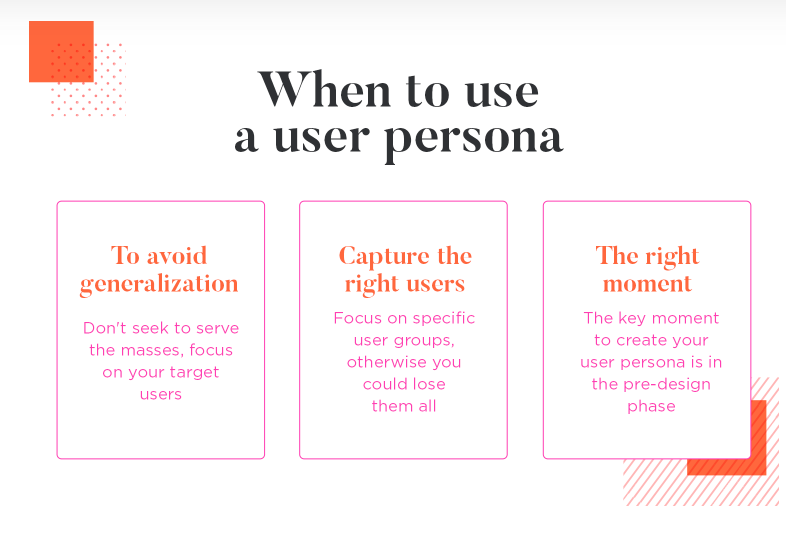 When to use
a user persona
To avoid
generalization
Don't seek to serve
the masses, focus
on your target
users
Capture the
right users
Focus on specific
user groups,
otherwise you
could lose
them all
The right
moment
The key moment
to create your
user persona is in
the pre-design
phase